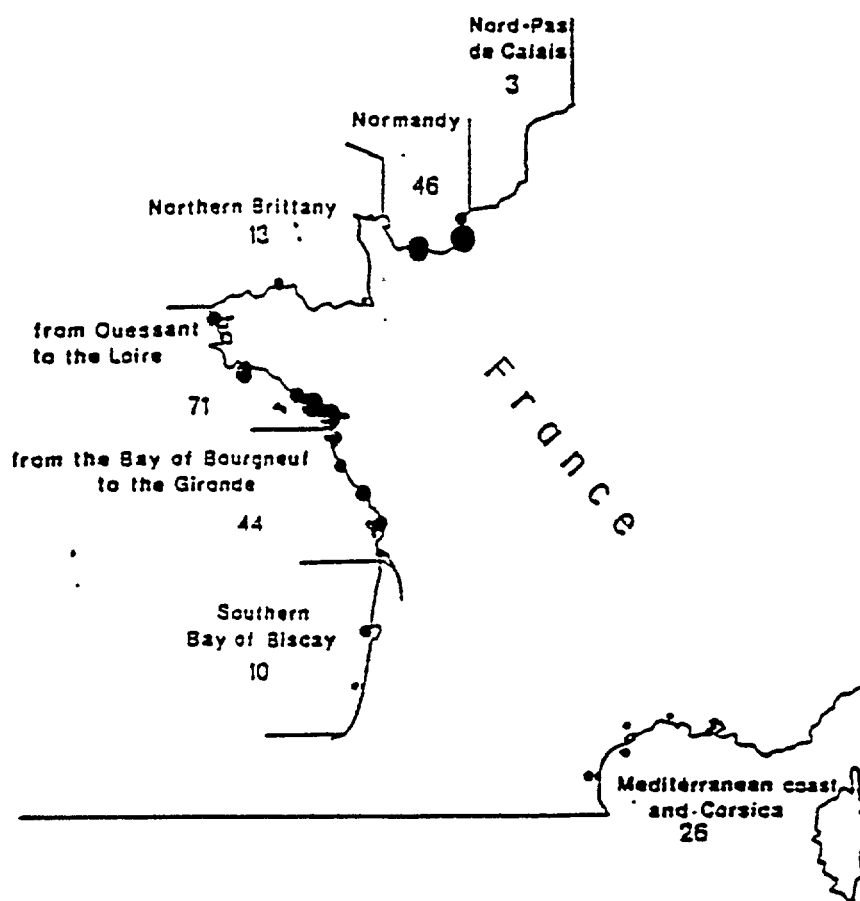 Nord-Pas
de Calais
3
Normandy
46
Northern Brittany
13
from Ouessant
to the Loire
71
France
from the Bay of Bourgneuf
to the Gironde
44
Southern
Bay of Biscay
10
Mediterranean coast
and Corsica
26